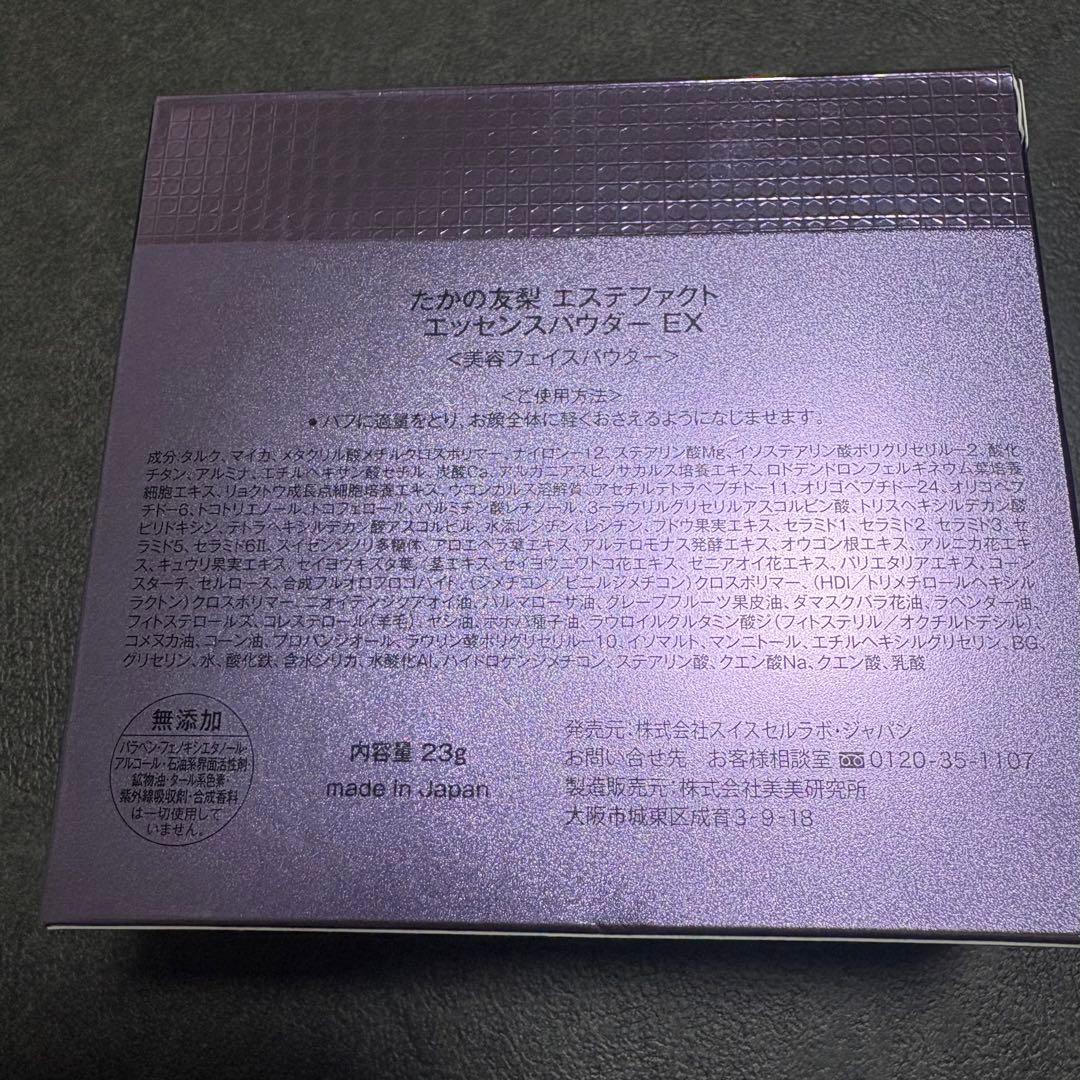 たかの友梨 エステファクト
エッセンスパウダー EX
＜美容フェイスパウダー＞
＜ご使用方法＞
●パフに適量をとり、お顔全体に軽くおさえるようになじませます。
成分:タルク、マイカ、メタクリル酸メチルクロスポリマー、ナイロン－12、ステアリン酸Mg、イソステアリン酸ポリグリセリル－2、酸化
チタン、アルミナ、エチルヘキサン酸セチル、炭酸Ca、アルガニアスピノサカルス培養エキス、ロドデンドロンフェルギネウム葉培養
細胞エキス、リョクトウ成長点細胞培養エキス、ウコンカルス溶解質、アセチルテトラペプチド－11、オリゴペプチド－24、オリゴペプ
チド－6、トコトリエノール、トコフェロール、パルミチン酸レチノール、3－ラウリルグリセリルアスコルビン酸、トリスヘキシルデカン酸
ピリドキシン、テトラヘキシルデカン酸アスコルビル、水添レシチン、レシチン、ブドウ果実エキス、セラミド1、セラミド2、セラミド3、セ
ラミド5、セラミド6Ⅱ、スイゼンジノリ多糖体、アロエベラ葉エキス、アルテロモナス発酵エキス、オウゴン根エキス、アルニカ花エキ
ス、キュウリ果実エキス、セイヨウキズタ葉／茎エキス、セイヨウニワトコ花エキス、ゼニアオイ花エキス、パリエタリアエキス、コーン
スターチ、セルロース、合成フルオロフロゴパイト、(ジメチコン／ビニルジメチコン)クロスポリマー、(HDI／トリメチロールヘキシル
ラクトン)クロスポリマー、ニオイテンジクアオイ油、パルマローザ油、グレープフルーツ果皮油、ダマスクバラ花油、ラベンダー油、
フィトステロールズ、コレステロール(羊毛)、ヤシ油、ホホバ種子油、ラウロイルグルタミン酸ジ(フィトステリル／オクチルドデシル)、
コメヌカ油、コーン油、プロパンジオール、ラウリン酸ポリグリセリル－10、イソマルト、マンニトール、エチルヘキシルグリセリン、BG、
グリセリン、水、酸化鉄、含水シリカ、水酸化Al、ハイドロゲンジメチコン、ステアリン酸、クエン酸Na、クエン酸、乳酸
無添加
パラベン・フェノキシエタノール・
アルコール・石油系界面活性剤・
鉱物油・タール系色素・
紫外線吸収剤・合成香料
は一切使用して
いません。
内容量 23g
made in Japan
発売元:株式会社スイスセルラボ・ジャパン
お問い合せ先 お客様相談室 0120-35-1107
製造販売元:株式会社美美研究所
大阪市城東区成育3-9-18